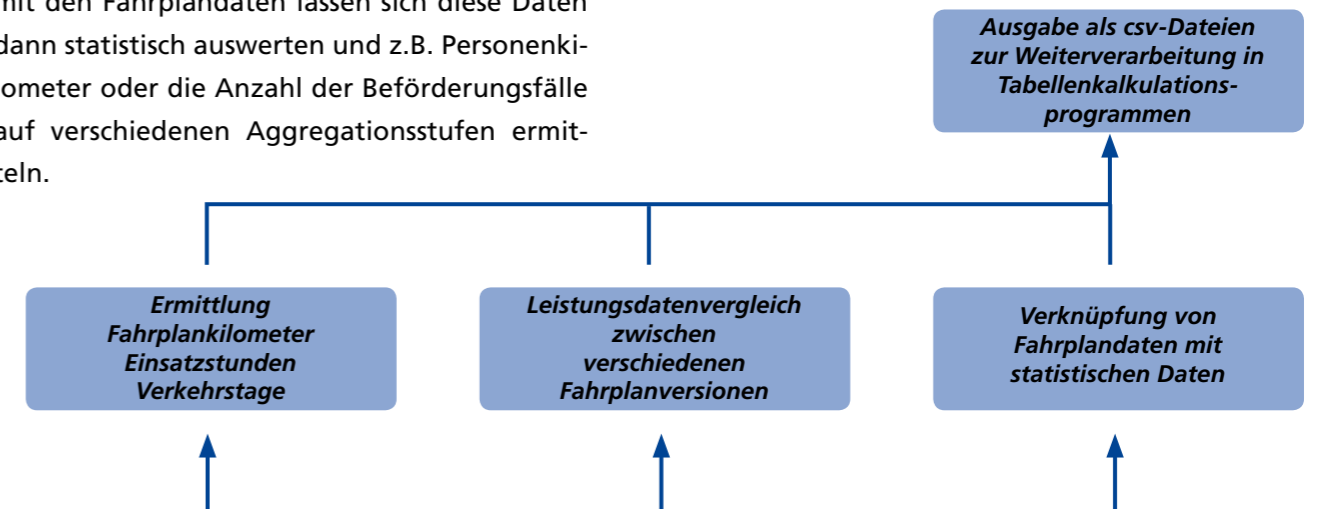 mit den Fahrplandaten lassen sich diese Daten
dann statistisch auswerten und z.B. Personenki-
ometer oder die Anzahl der Beförderungsfälle
auf verschiedenen Aggregationsstufen ermit-
teln.
Ausgabe als csv-Dateien
zur Weiterverarbeitung in
Tabellenkalkulations-
programmen
Ermittlung
Fahrplankilometer
Einsatzstunden
Verkehrstage
Leistungsdatenvergleich
zwischen
verschiedenen
Fahrplanversionen
Verknüpfung von
Fahrplandaten mit
statistischen Daten